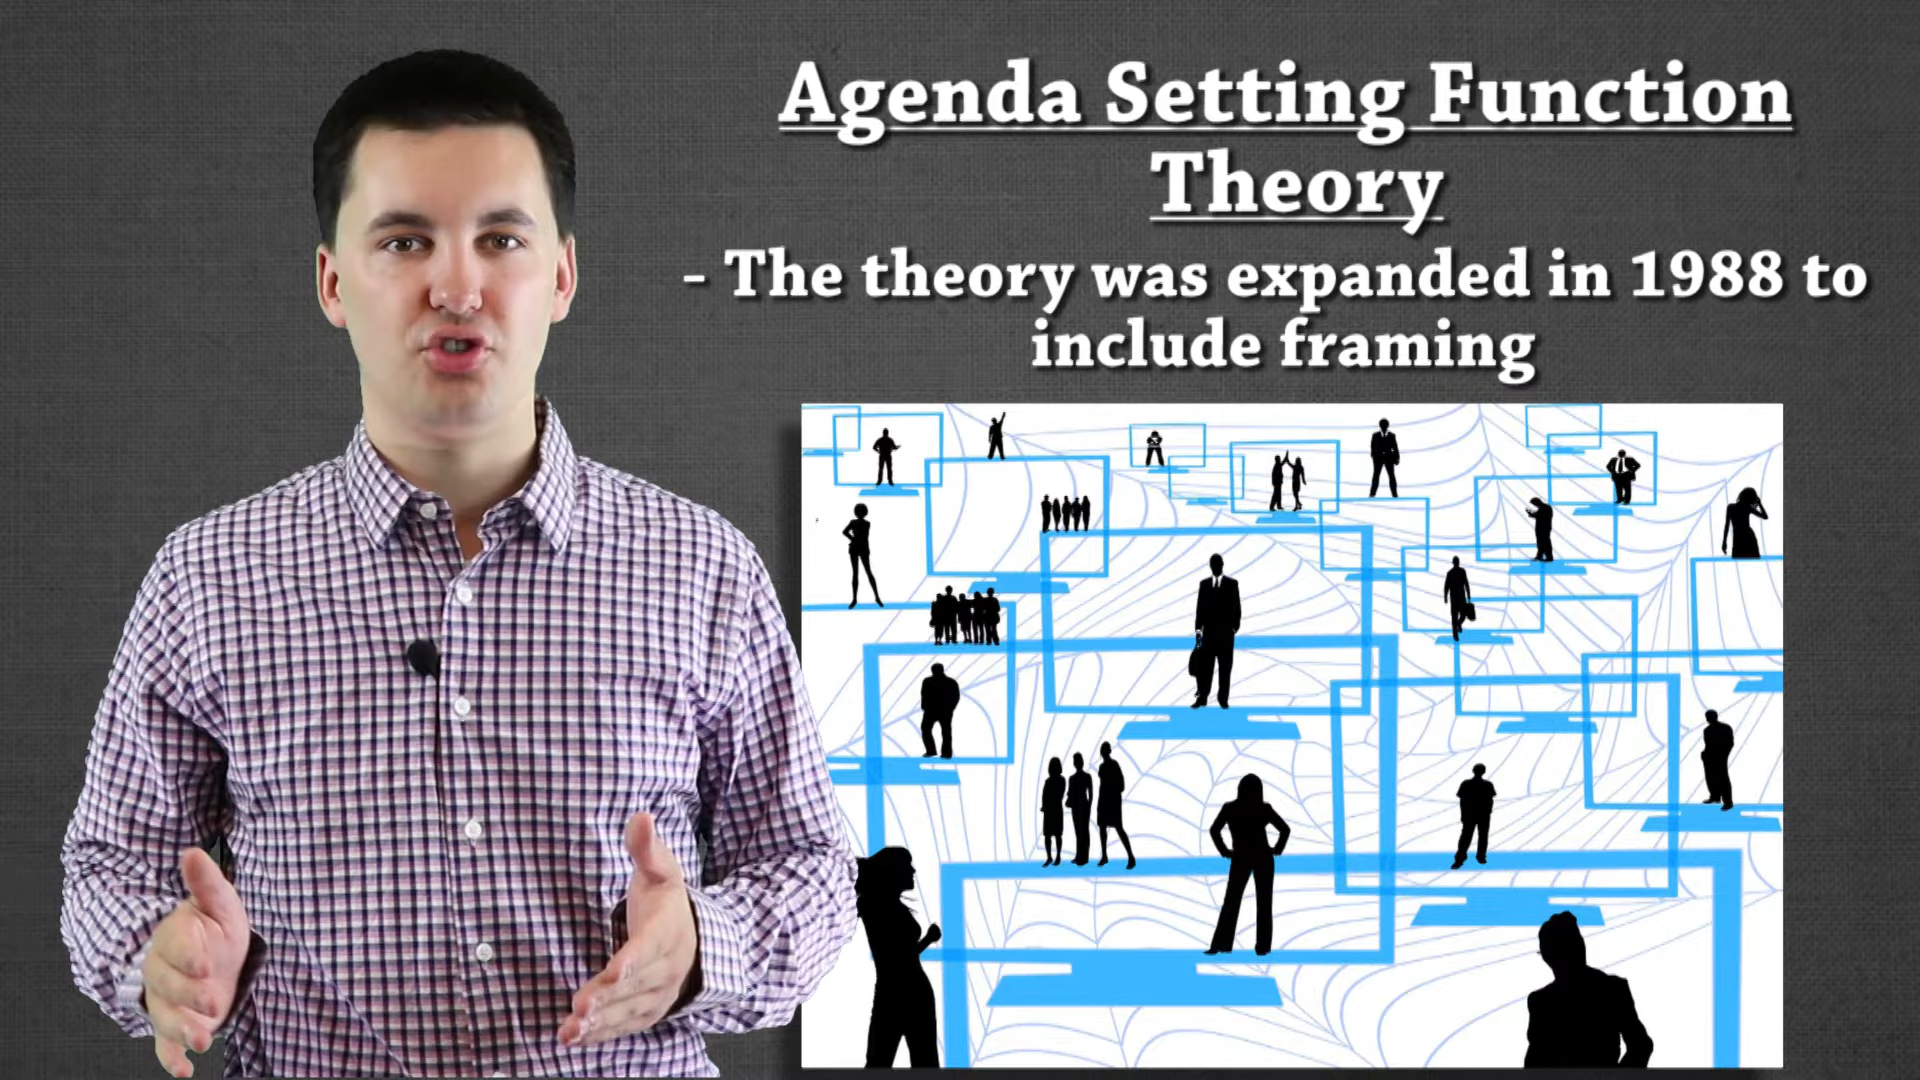 Agenda Setting Function
Theory
- The theory was expanded in 1988 to
include framing